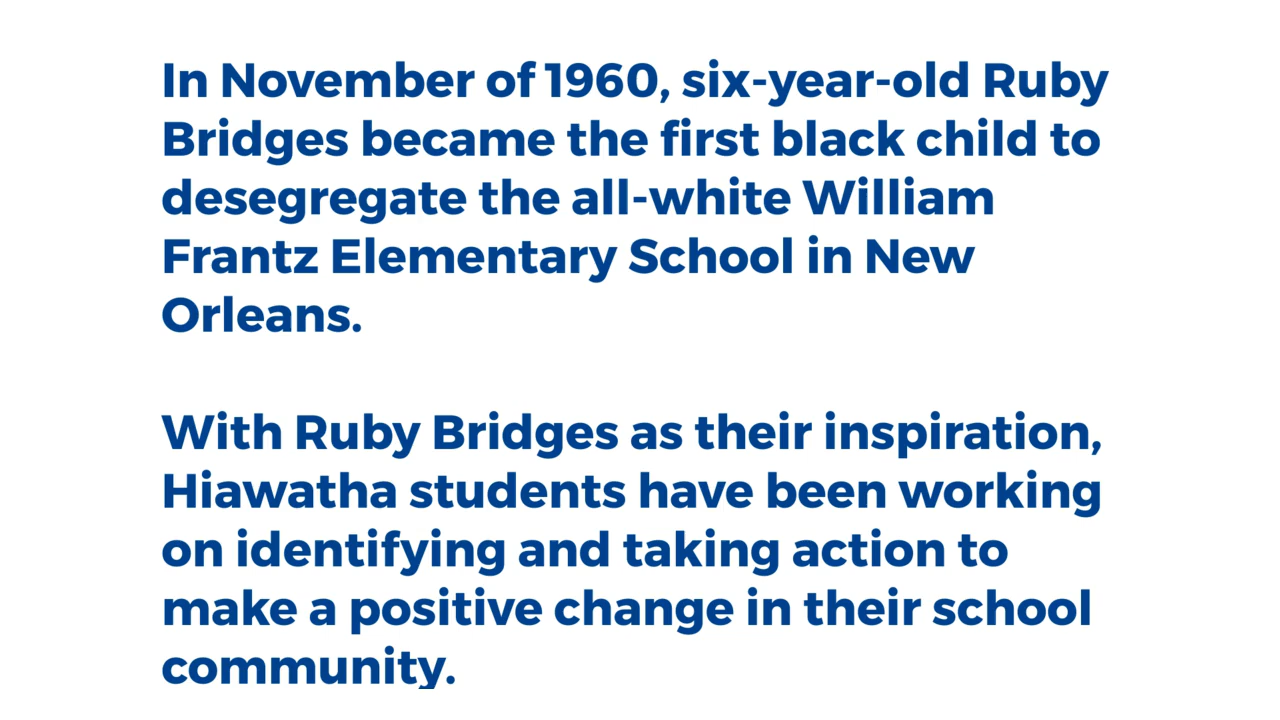 In November of 1960, six-year-old Ruby
Bridges became the first black child to
desegregate the all-white William
Frantz Elementary School in New
Orleans.
With Ruby Bridges as their inspiration,
Hiawatha students have been working
on identifying and taking action to
make a positive change in their school
community.